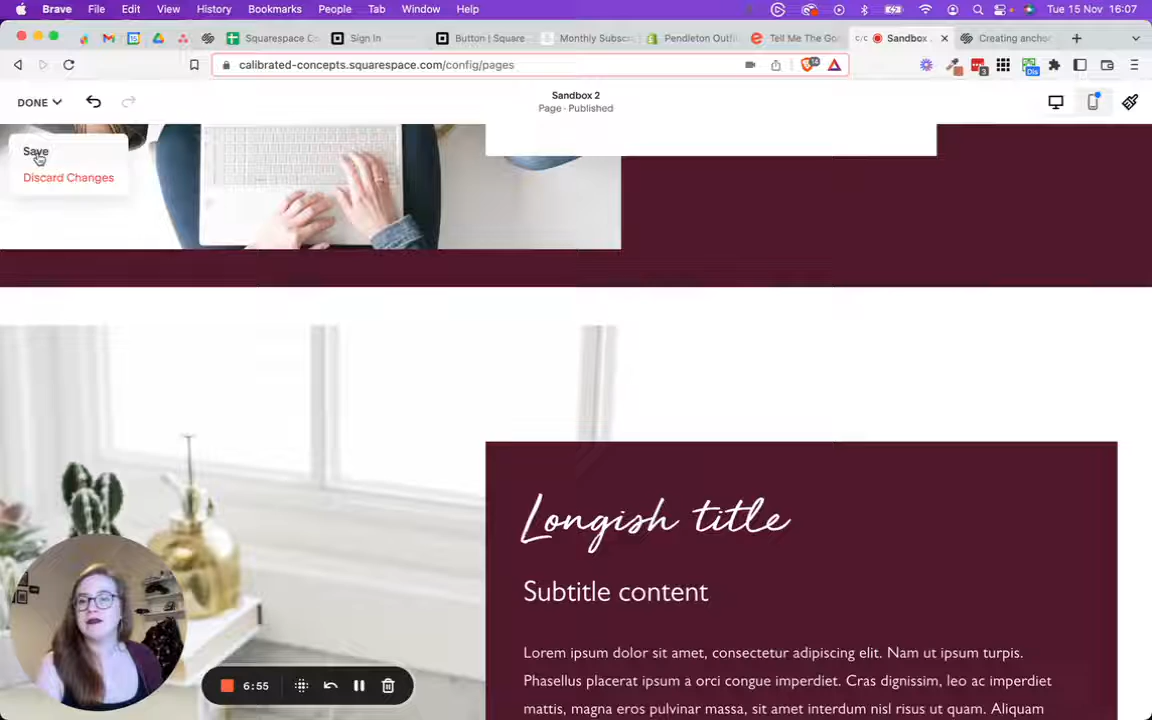 Brave File Edit View History Bookmarks People Tab Window Help Tue 15 Nov 16:07
Squarespace Sign In Button | Square Monthly Subsc Pendleton Outfi Tell Me The Go Sandbox Creating ancho
calibrated-concepts.squarespace.com/config/pages
DONE
Sandbox 2
Page · Published
Save
Discard Changes
Longish title
Subtitle content
Lorem ipsum dolor sit amet, consectetur adipiscing elit. Nam ut ipsum turpis.
Phasellus placerat ipsum a orci congue imperdiet. Cras dignissim, leo ac imperdiet
mattis, magna eros pulvinar massa, sit amet interdum nisl risus ut quam. Aliquam
6:55